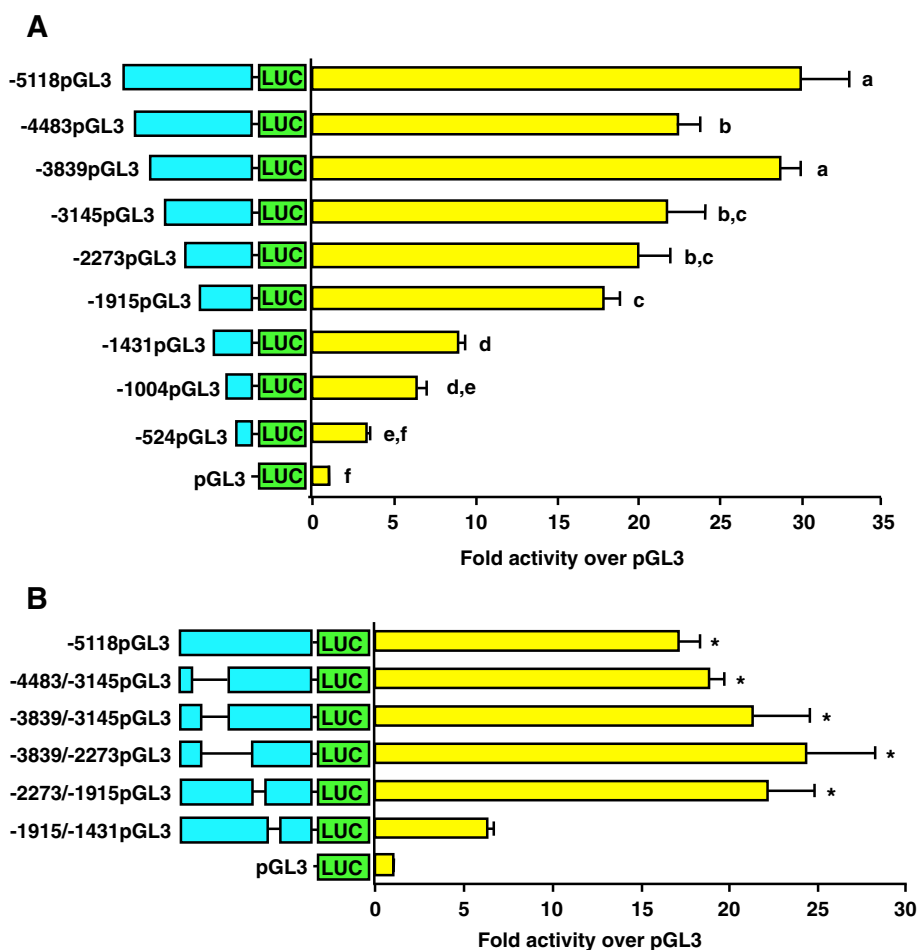 A
-5118pGL3 LUC a
-4483pGL3 LUC b
-3839pGL3 LUC a
-3145pGL3 LUC b,c
-2273pGL3 LUC b,c
-1915pGL3 LUC c
-1431pGL3 LUC d
-1004pGL3 LUC d,e
-524pGL3 LUC e,f
pGL3 LUC f
0 5 10 15 20 25 30 35
Fold activity over pGL3
B
-5118pGL3 LUC *
-4483/-3145pGL3 LUC *
-3839/-3145pGL3 LUC *
-3839/-2273pGL3 LUC *
-2273/-1915pGL3 LUC *
-1915/-1431pGL3 LUC
pGL3 LUC
0 5 10 15 20 25 30
Fold activity over pGL3